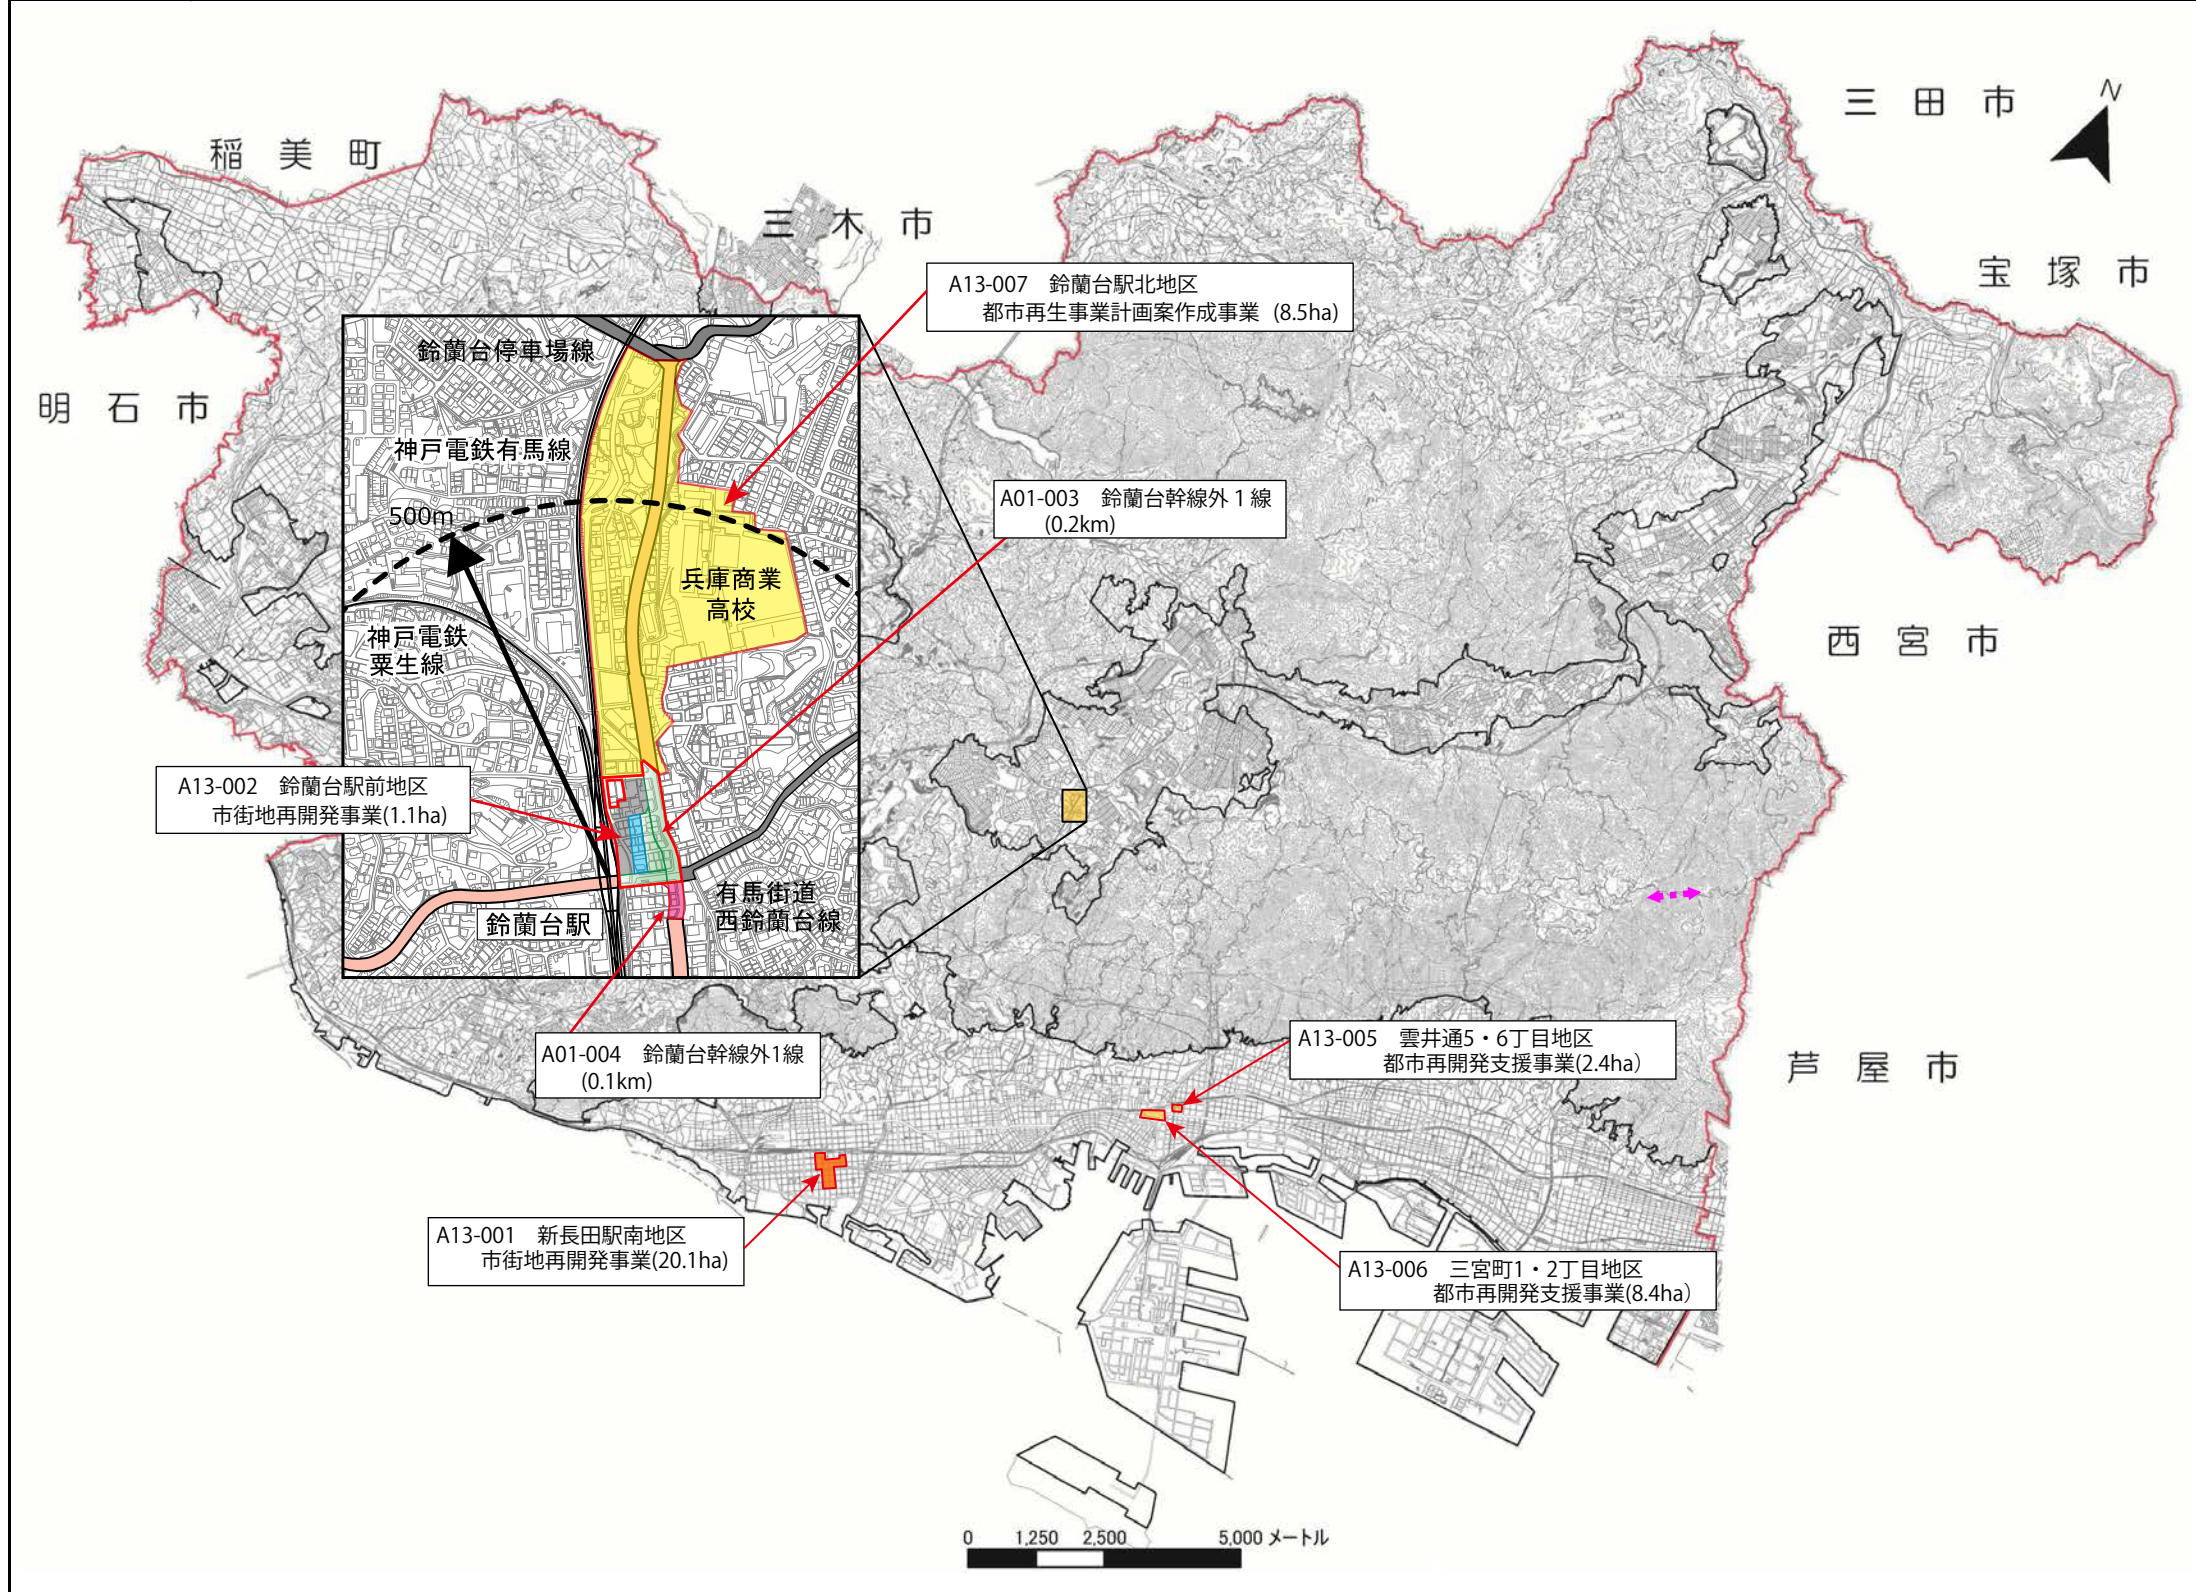 三田市
N
稲美町
三木市
宝塚市
A13-007 鈴蘭台駅北地区
都市再生事業計画案作成事業 (8.5ha)
鈴蘭台停車場線
明石市
神戸電鉄有馬線
A01-003 鈴蘭台幹線外1線
(0.2km)
500m
兵庫商業
高校
神戸電鉄
粟生線
西宮市
A13-002 鈴蘭台駅前地区
市街地再開発事業(1.1ha)
有馬街道
西鈴蘭台線
鈴蘭台駅
A01-004 鈴蘭台幹線外1線
(0.1km)
A13-005 雲井通5・6丁目地区
都市再開発支援事業(2.4ha)
芦屋市
A13-001 新長田駅南地区
市街地再開発事業(20.1ha)
A13-006 三宮町1・2丁目地区
都市再開発支援事業(8.4ha)
0 1,250 2,500 5,000 メートル